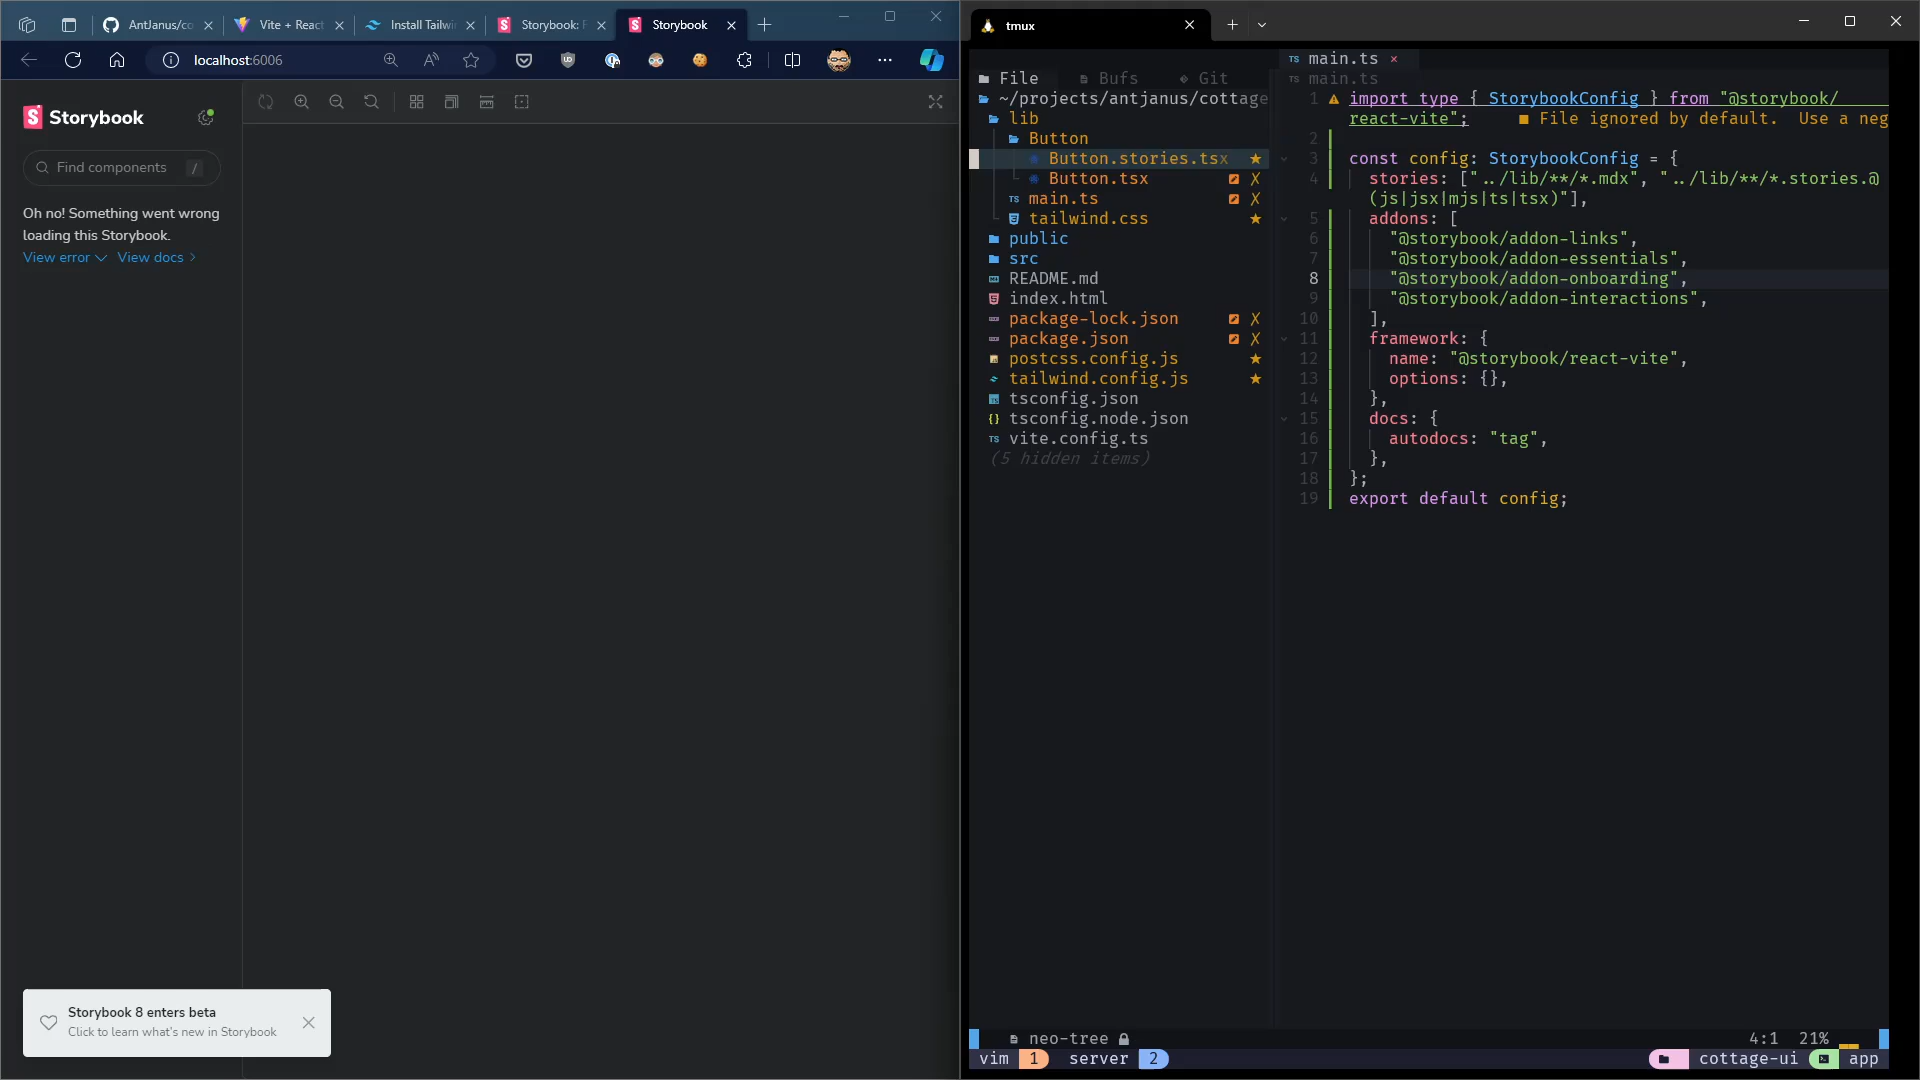 AntJanus/co
Vite + React
Install Tailwi
Storybook: F
Storybook
localhost:6006
Storybook
Find components /
Oh no! Something went wrong
loading this Storybook.
View error
View docs
Storybook 8 enters beta
Click to learn what's new in Storybook
tmux
File Bufs Git
~/projects/antjanus/cottage
lib
Button
Button.stories.tsx
Button.tsx
main.ts
tailwind.css
public
src
README.md
index.html
package-lock.json
package.json
postcss.config.js
tailwind.config.js
tsconfig.json
tsconfig.node.json
vite.config.ts
(5 hidden items)
TS main.ts
TS main.ts
1 import type { StorybookConfig } from "@storybook/
react-vite"; ■ File ignored by default.  Use a neg
2
3 const config: StorybookConfig = {
4 stories: ["../lib/**/*.mdx", "../lib/**/*.stories.@
(js|jsx|mjs|ts|tsx)"],
5 addons: [
6 "@storybook/addon-links",
7 "@storybook/addon-essentials",
8 "@storybook/addon-onboarding",
9 "@storybook/addon-interactions",
10 ],
11 framework: {
12 name: "@storybook/react-vite",
13 options: {},
14 },
15 docs: {
16 autodocs: "tag",
17 },
18 };
19 export default config;
neo-tree 4:1 21%
vim 1 server 2 cottage-ui app